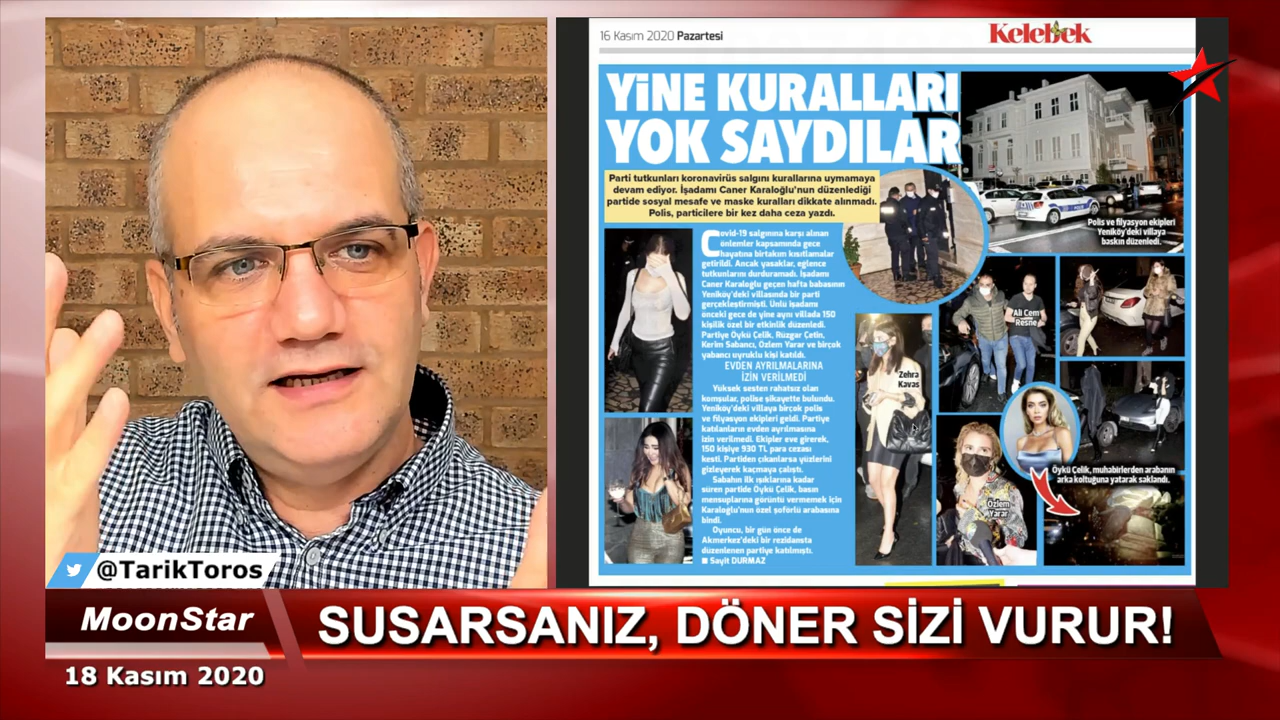 16 Kasım 2020 Pazartesi
Kelebek
YiNE KURALLARI
YOK SAYDILAR
Parti tutkunları koronavirüs salgını kurallarına uymamaya
devam ediyor. İşadamı Caner Karaloğlu'nun düzenlediği
partide sosyal mesafe ve maske kuralları dikkate alınmadı.
Polis, particilere bir kez daha ceza yazdı.
Polis ve filyasyon ekipleri
Yeniköy'deki villaya
baskın düzenledi.
Covid-19 salgınına karşı alınan
önlemler kapsamında gece
hayatına birtakım kısıtlamalar
getirildi. Ancak yasaklar, eğlence
tutkunlarını durduramadı. İşadamı
Caner Karaloğlu geçen hafta babasının
Yeniköy'deki villasında bir parti
gerçekleştirmişti. Ünlü işadamı
önceki gece de yine aynı villada 150
kişilik özel bir etkinlik düzenledi.
Partiye Öykü Çelik, Rüzgar Çetin,
Kerim Sabancı, Özlem Yarar ve birçok
yabancı uyruklu kişi katıldı.
EVDEN AYRILMALARINA
İZİN VERİLMEDİ
Yüksek sesten rahatsız olan
komşular, polise şikayette bulundu.
Yeniköy'deki villaya birçok polis
ve filyasyon ekipleri geldi. Partiye
katılanların evden ayrılmasına
izin verilmedi. Ekipler eve girerek,
150 kişiye 930 TL para cezası
kesti. Partiden çıkanlarsa yüzlerini
gizleyerek kaçmaya çalıştı.
Sabahın ilk ışıklarına kadar
süren partide Öykü Çelik, basın
mensuplarına görüntü vermemek için
Karaloğlu'nun özel şoförlü arabasına
bindi.
Oyuncu, bir gün önce de
Akmerkez'deki bir rezidansta
düzenlenen partiye katılmıştı.
■ Sayit DURMAZ
Ali Cem
Resne
Zehra
Kavas
Öykü Çelik, muhabirlerden arabanın
arka koltuğuna yatarak saklandı.
Özlem
Yarar
@TarikToros
MoonStar
SUSARSANIZ, DÖNER SİZİ VURUR!
18 Kasım 2020